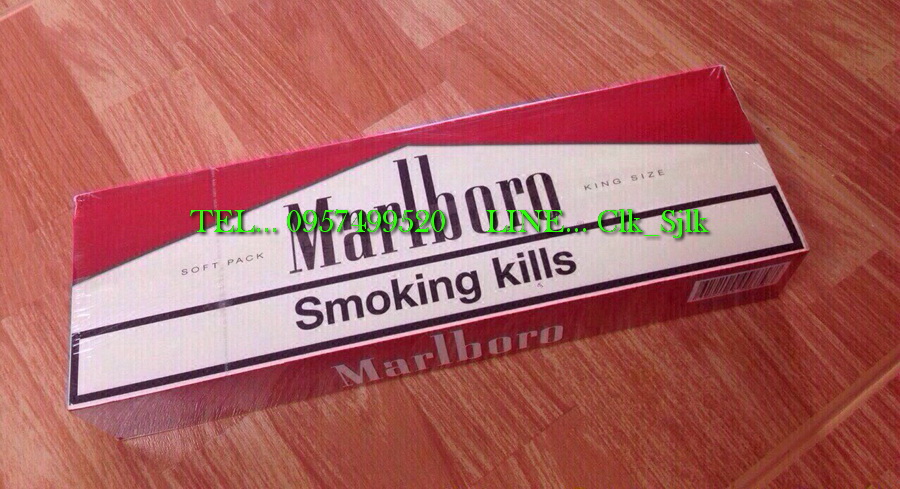 Marlboro
KING SIZE
SOFT PACK
TEL... 0957499520 LINE... Clk_Sjlk
Smoking kills
Marlboro